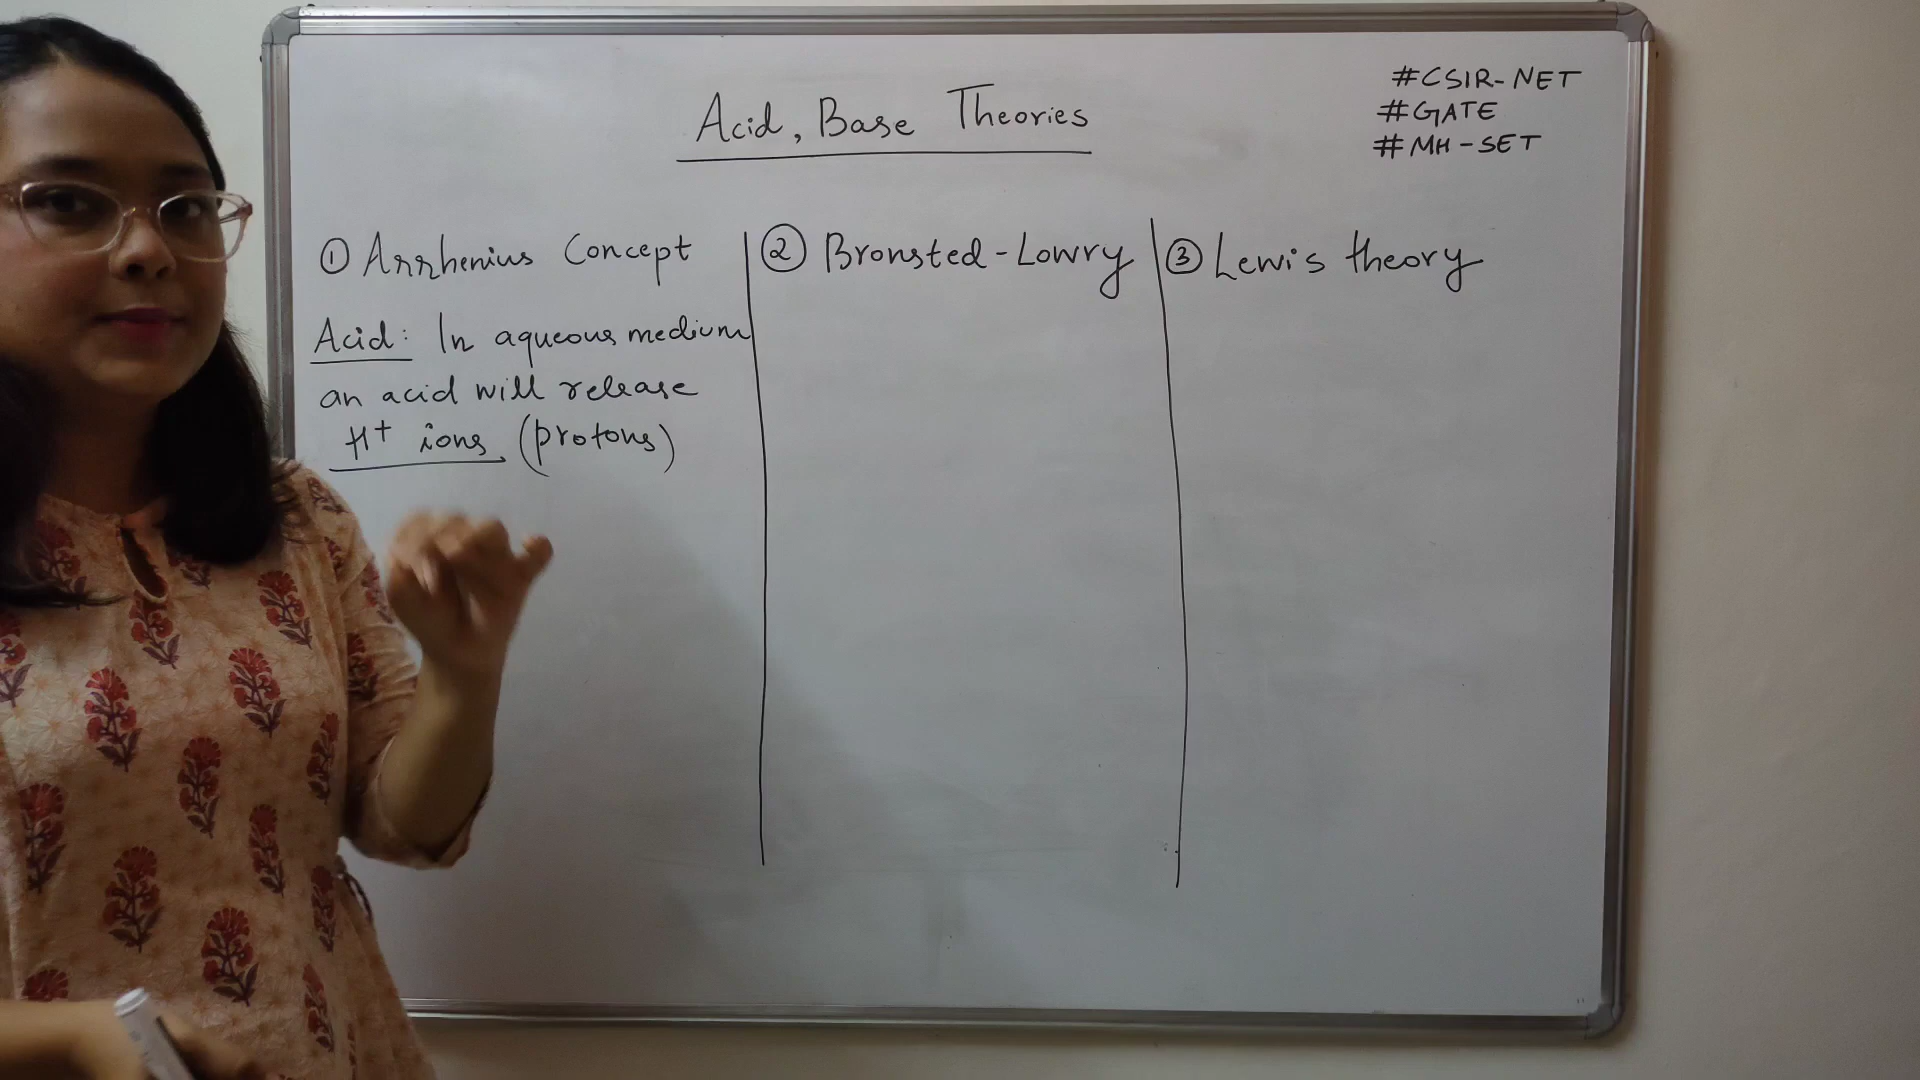 Acid, Base Theories
#CSIR-NET
#GATE
#MH-SET
① Arrhenius Concept
Acid: In aqueous medium
an acid will release
H+ ions (protons)
② Bronsted-Lowry
③ Lewis theory